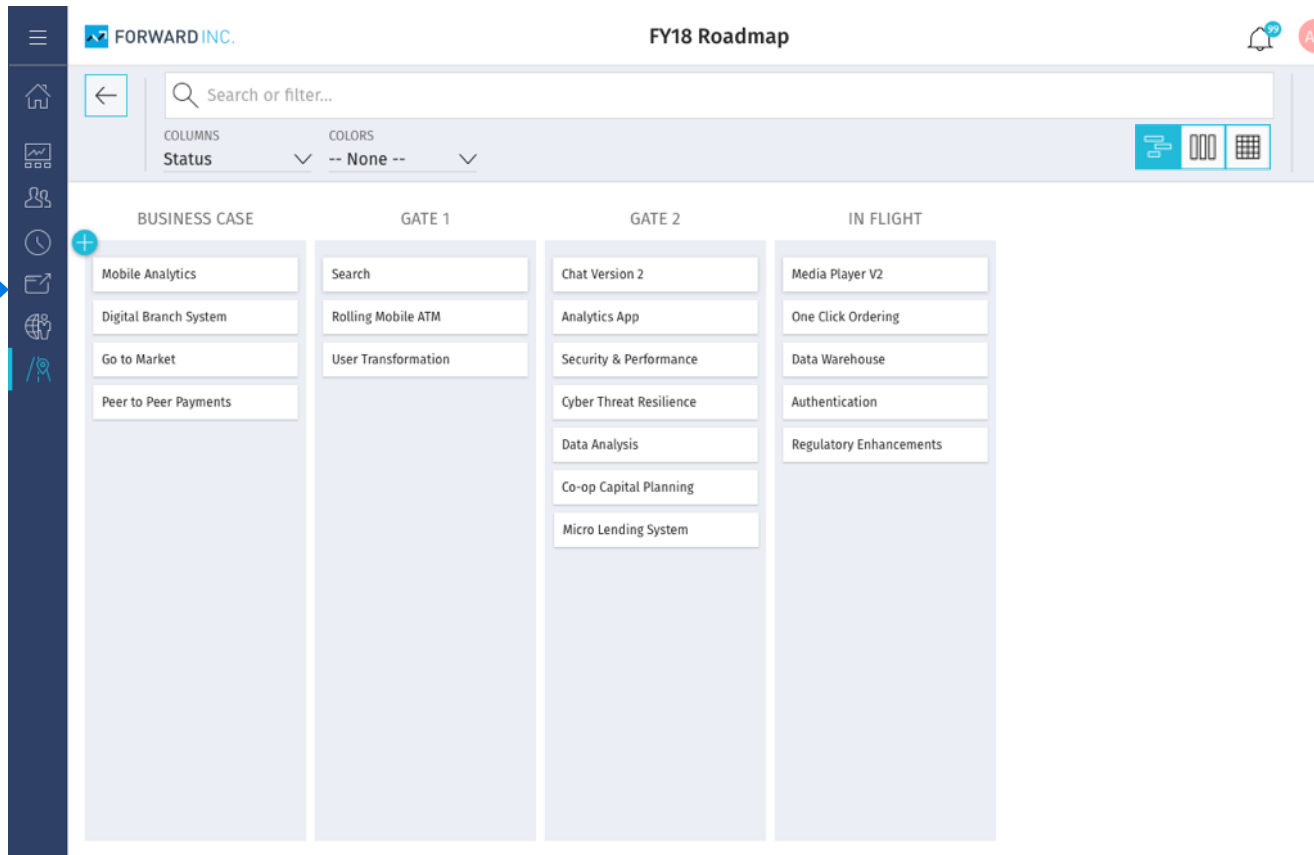 FORWARD INC.
FY18 Roadmap
99
A
Search or filter...
COLUMNS
COLORS
Status
-- None --
BUSINESS CASE
GATE 1
GATE 2
IN FLIGHT
Mobile Analytics
Digital Branch System
Go to Market
Peer to Peer Payments
Search
Rolling Mobile ATM
User Transformation
Chat Version 2
Analytics App
Security & Performance
Cyber Threat Resilience
Data Analysis
Co-op Capital Planning
Micro Lending System
Media Player V2
One Click Ordering
Data Warehouse
Authentication
Regulatory Enhancements